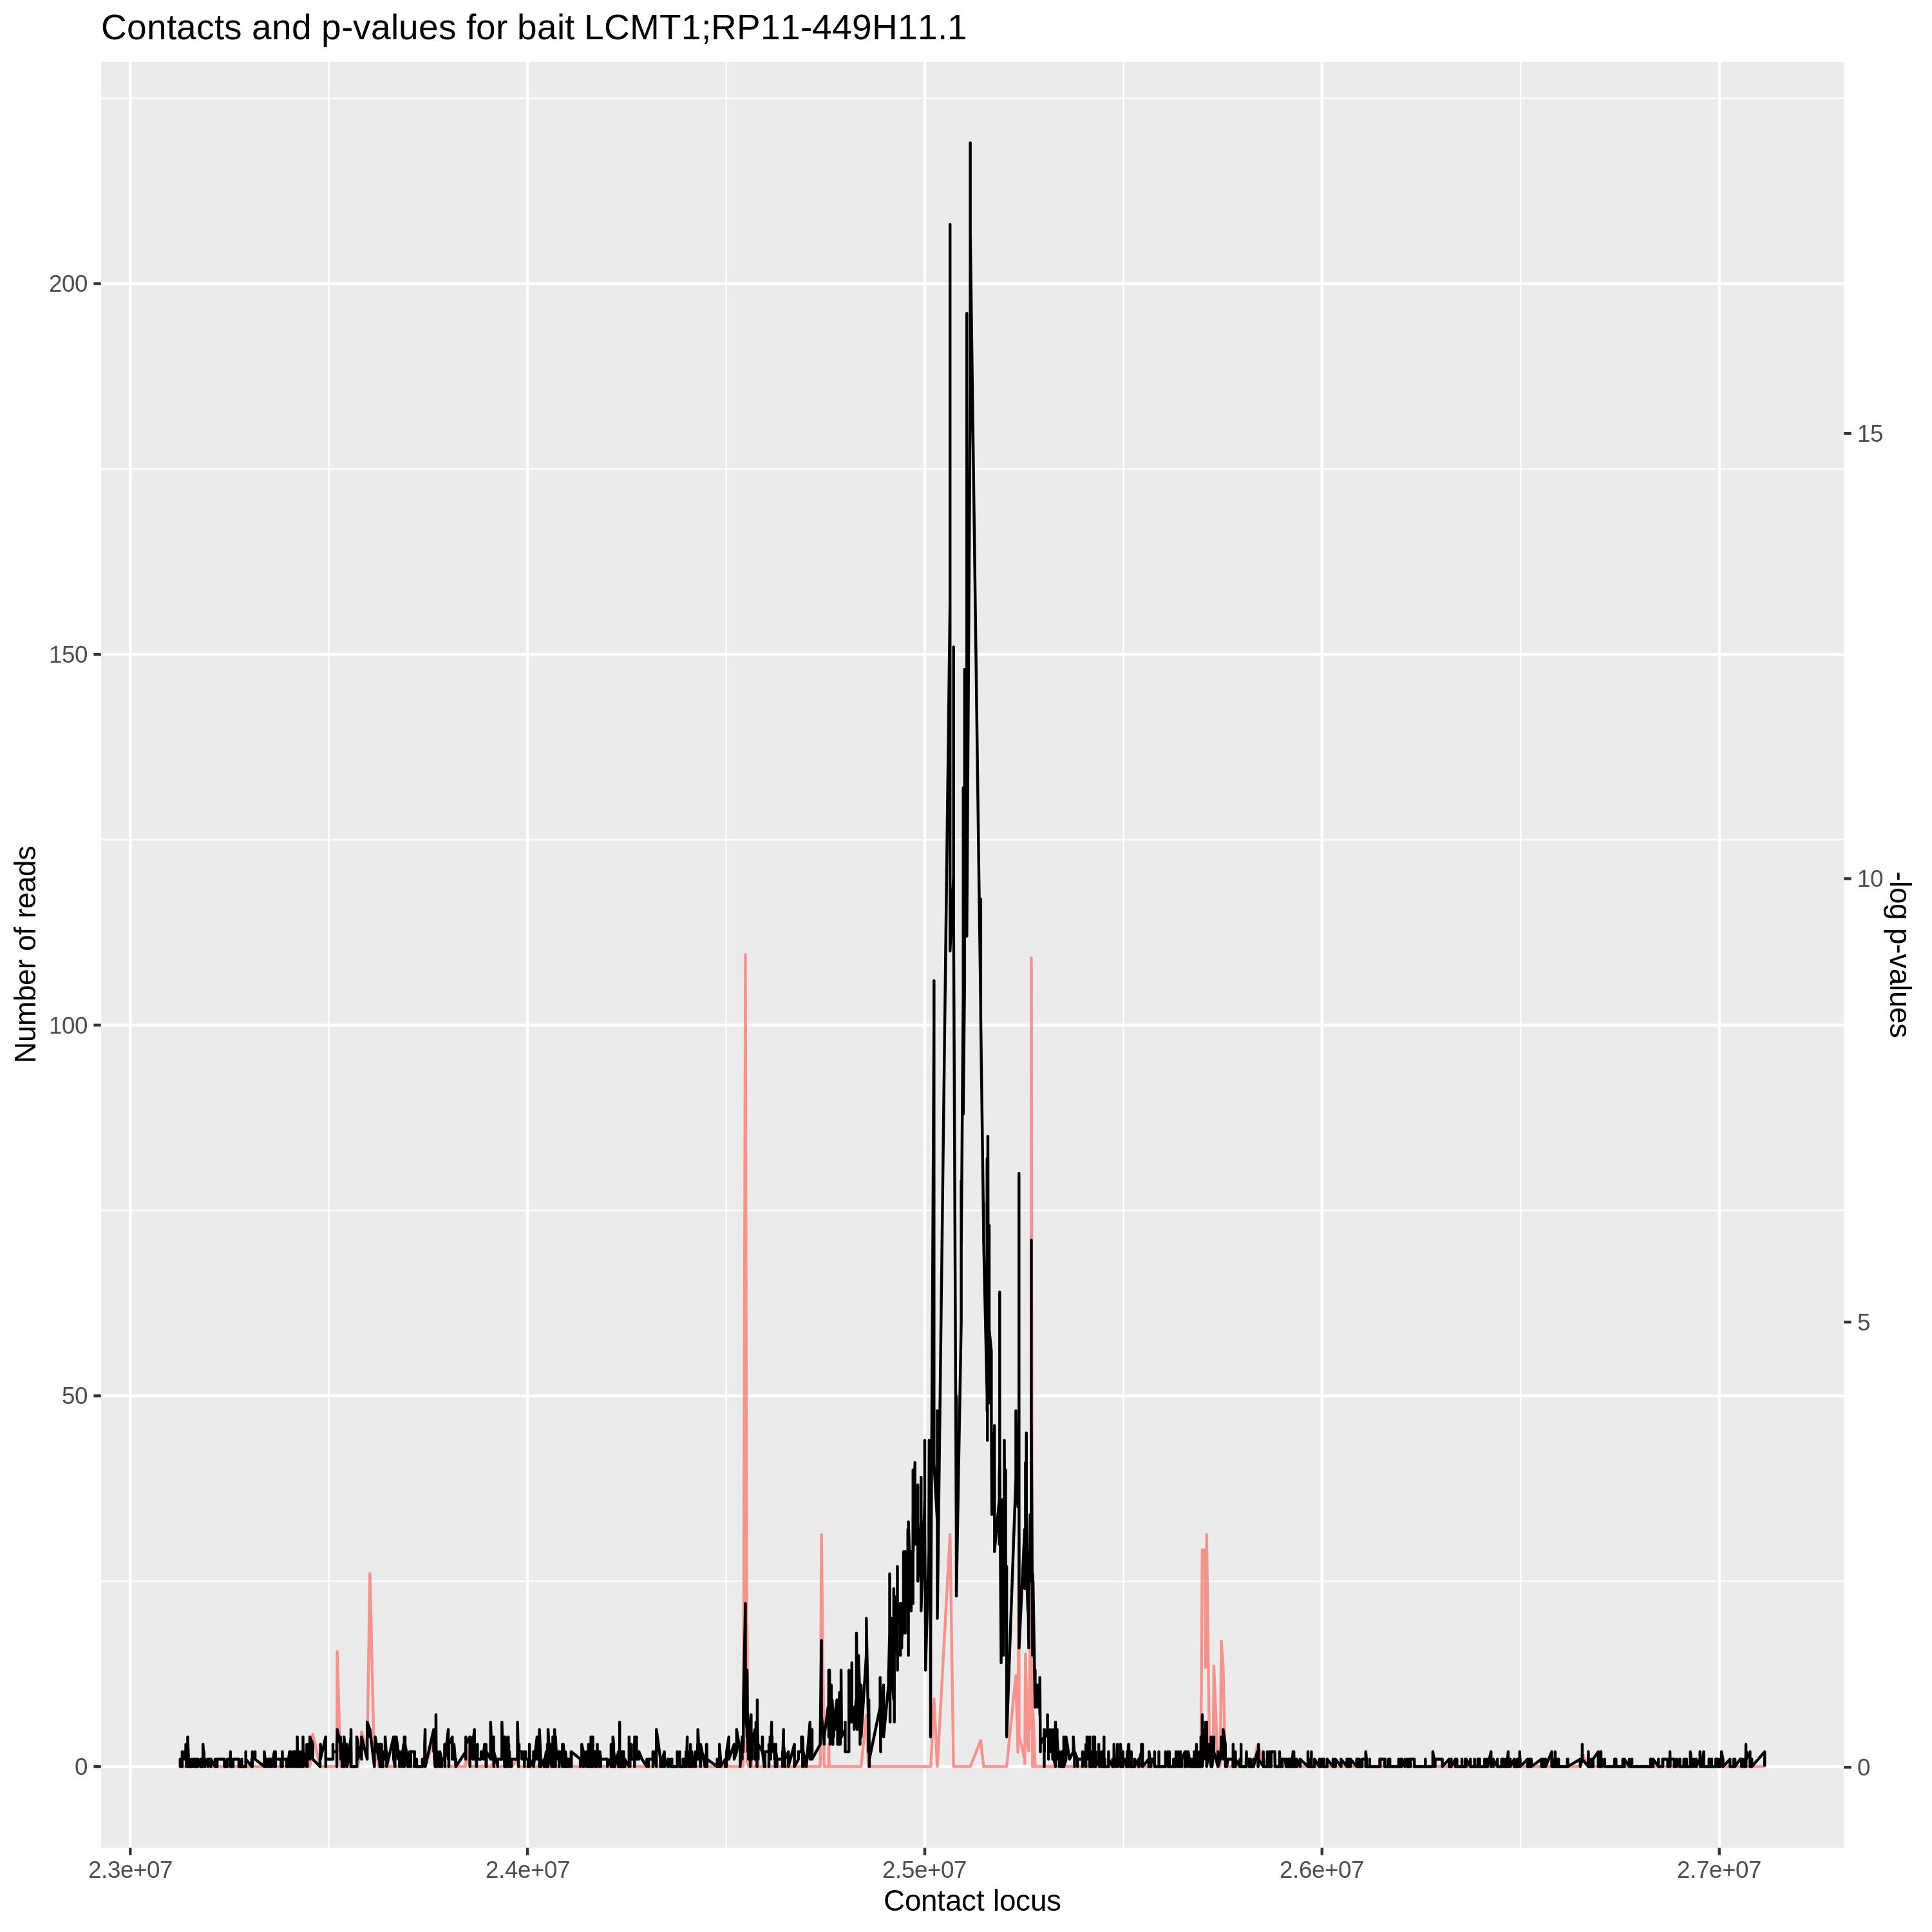 Contacts and p-values for bait LCMT1;RP11-449H11.1
Number of reads
200
150
100
50
0
15
10
5
0
-log p-values
2.3e+07 2.4e+07 2.5e+07 2.6e+07 2.7e+07
Contact locus